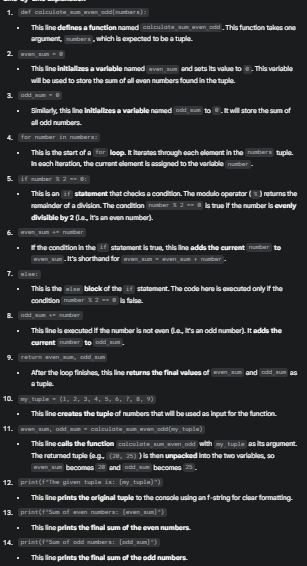 1. def calculate_sum_even_odd(numbers):
• This line defines a function named calculate_sum_even_odd. This function takes one
argument, numbers, which is expected to be a tuple.
2. even_sum = 0
• This line initializes a variable named even_sum and sets its value to 0. This variable
will be used to store the sum of all even numbers found in the tuple.
3. odd_sum = 0
• Similarly, this line initializes a variable named odd_sum to 0. It will store the sum of
all odd numbers.
4. for number in numbers:
• This is the start of a for loop. It iterates through each element in the numbers tuple.
In each iteration, the current element is assigned to the variable number.
5. if number % 2 == 0:
• This is an if statement that checks a condition. The modulo operator (%) returns the
remainder of a division. The condition number % 2 == 0 is true if the number is evenly
divisible by 2 (i.e., it's an even number).
6. even_sum += number
• If the condition in the if statement is true, this line adds the current number to
even_sum. It's shorthand for even_sum = even_sum + number.
7. else:
• This is the else block of the if statement. The code here is executed only if the
condition number % 2 == 0 is false.
8. odd_sum += number
• This line is executed if the number is not even (i.e., it's an odd number). It adds the
current number to odd_sum.
9. return even_sum, odd_sum
• After the loop finishes, this line returns the final values of even_sum and odd_sum as
a tuple.
10. my_tuple = (1, 2, 3, 4, 5, 6, 7, 8, 9)
• This line creates the tuple of numbers that will be used as input for the function.
11. even_sum, odd_sum = calculate_sum_even_odd(my_tuple)
• This line calls the function calculate_sum_even_odd with my_tuple as its argument.
The returned tuple (e.g., (20, 25)) is then unpacked into the two variables, so
even_sum becomes 20 and odd_sum becomes 25.
12. print(f"The given tuple is: {my_tuple}")
• This line prints the original tuple to the console using an f-string for clear formatting.
13. print(f"Sum of even numbers: {even_sum}")
• This line prints the final sum of the even numbers.
14. print(f"Sum of odd numbers: {odd_sum}")
• This line prints the final sum of the odd numbers.